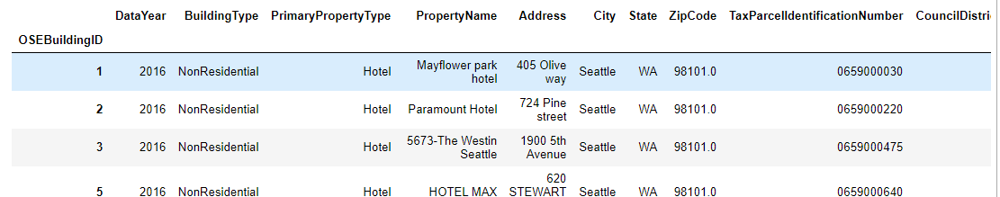 DataYear BuildingType PrimaryPropertyType PropertyName Address City State ZipCode TaxParcelIdentificationNumber CouncilDistri
OSEBuildingID
1 2016 NonResidential Hotel Mayflower park hotel 405 Olive way Seattle WA 98101.0 0659000030
2 2016 NonResidential Hotel Paramount Hotel 724 Pine street Seattle WA 98101.0 0659000220
3 2016 NonResidential Hotel 5673-The Westin Seattle 1900 5th Avenue Seattle WA 98101.0 0659000475
5 2016 NonResidential Hotel HOTEL MAX 620 STEWART Seattle WA 98101.0 0659000640